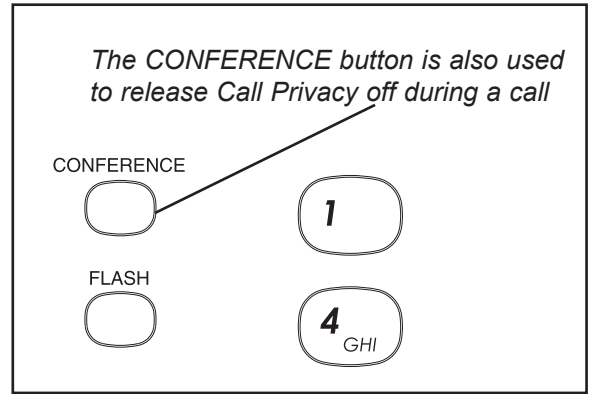 The CONFERENCE button is also used
to release Call Privacy off during a call
CONFERENCE
1
FLASH
4
GHI